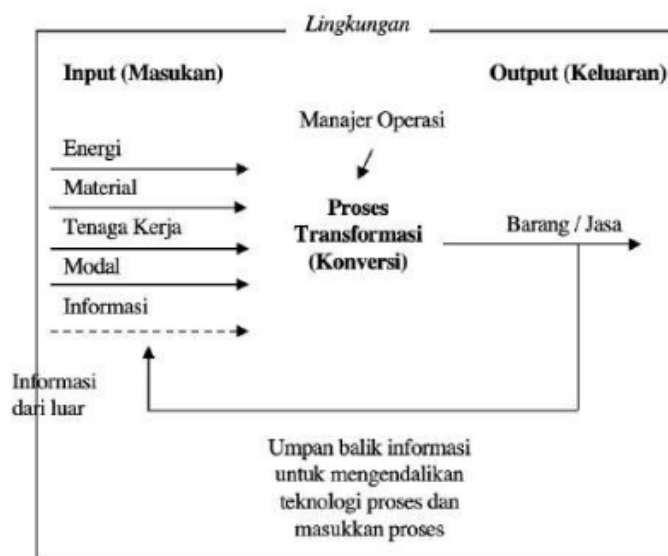 Lingkungan
Input (Masukan)
Output (Keluaran)
Manajer Operasi
Energi
Material
Tenaga Kerja
Modal
Informasi
Proses
Transformasi
(Konversi)
Barang / Jasa
Informasi
dari luar
Umpan balik informasi
untuk mengendalikan
teknologi proses dan
masukkan proses